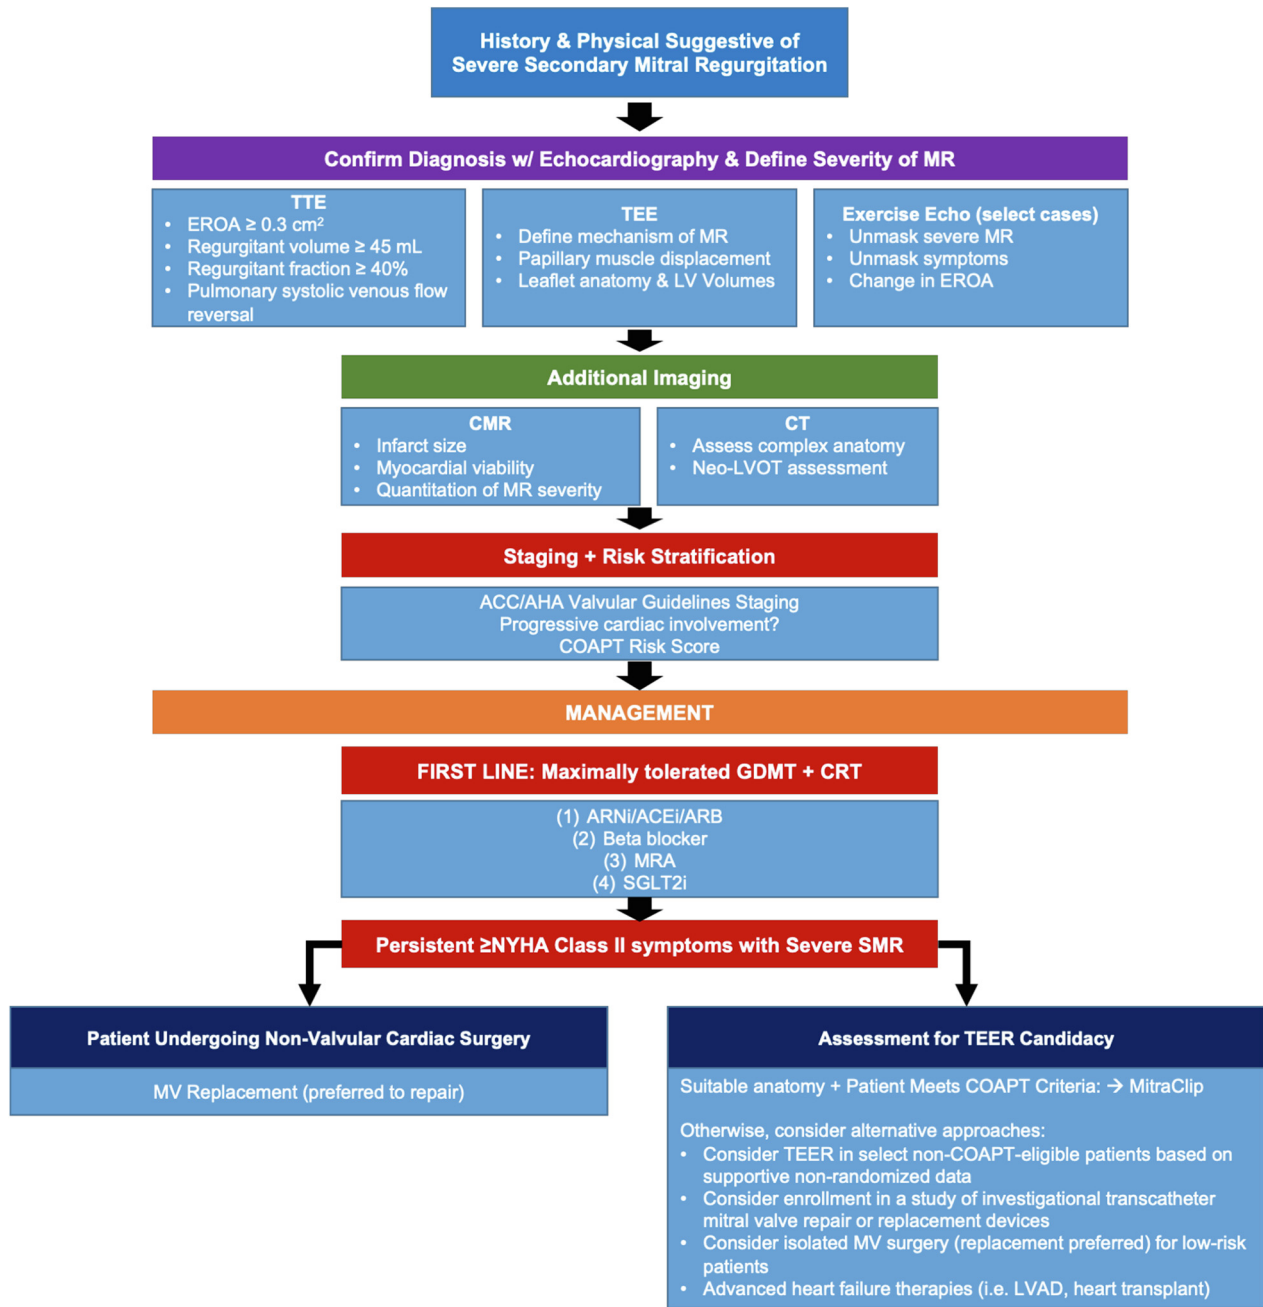 History & Physical Suggestive of
Severe Secondary Mitral Regurgitation
Confirm Diagnosis w/ Echocardiography & Define Severity of MR
TTE
• EROA ≥ 0.3 cm²
• Regurgitant volume ≥ 45 mL
• Regurgitant fraction ≥ 40%
• Pulmonary systolic venous flow
reversal
TEE
• Define mechanism of MR
• Papillary muscle displacement
• Leaflet anatomy & LV Volumes
Exercise Echo (select cases)
• Unmask severe MR
• Unmask symptoms
• Change in EROA
Additional Imaging
CMR
• Infarct size
• Myocardial viability
• Quantitation of MR severity
CT
• Assess complex anatomy
• Neo-LVOT assessment
Staging + Risk Stratification
ACC/AHA Valvular Guidelines Staging
Progressive cardiac involvement?
COAPT Risk Score
MANAGEMENT
FIRST LINE: Maximally tolerated GDMT + CRT
(1) ARNi/ACEi/ARB
(2) Beta blocker
(3) MRA
(4) SGLT2i
Persistent ≥NYHA Class II symptoms with Severe SMR
Patient Undergoing Non-Valvular Cardiac Surgery
MV Replacement (preferred to repair)
Assessment for TEER Candidacy
Suitable anatomy + Patient Meets COAPT Criteria: → MitraClip
Otherwise, consider alternative approaches:
• Consider TEER in select non-COAPT-eligible patients based on
supportive non-randomized data
• Consider enrollment in a study of investigational transcatheter
mitral valve repair or replacement devices
• Consider isolated MV surgery (replacement preferred) for low-risk
patients
• Advanced heart failure therapies (i.e. LVAD, heart transplant)